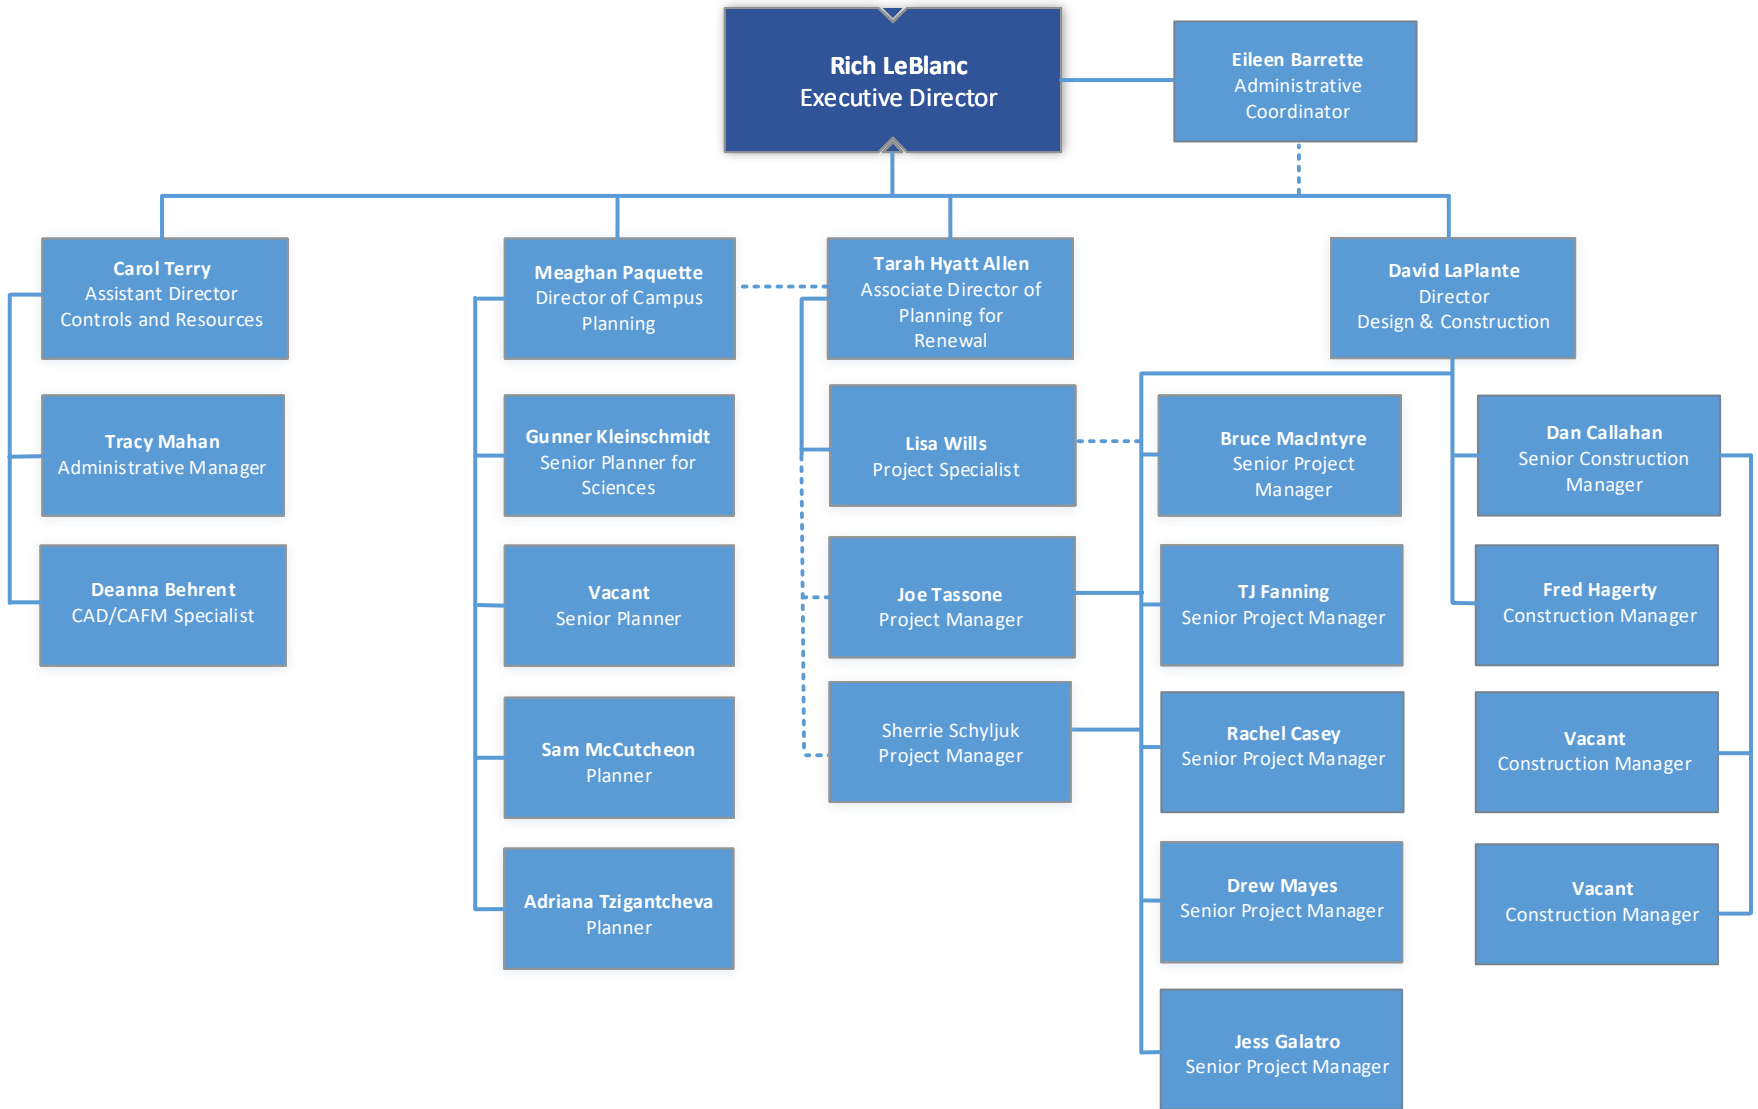 Rich LeBlanc
Executive Director
Eileen Barrette
Administrative
Coordinator
Carol Terry
Assistant Director
Controls and Resources
Meaghan Paquette
Director of Campus
Planning
Tarah Hyatt Allen
Associate Director of
Planning for
Renewal
David LaPlante
Director
Design & Construction
Tracy Mahan
Administrative Manager
Deanna Behrent
CAD/CAFM Specialist
Gunner Kleinschmidt
Senior Planner for
Sciences
Vacant
Senior Planner
Sam McCutcheon
Planner
Adriana Tzigantcheva
Planner
Lisa Wills
Project Specialist
Joe Tassone
Project Manager
Sherrie Schyljuk
Project Manager
Bruce MacIntyre
Senior Project
Manager
TJ Fanning
Senior Project Manager
Rachel Casey
Senior Project Manager
Drew Mayes
Senior Project Manager
Jess Galatro
Senior Project Manager
Dan Callahan
Senior Construction
Manager
Fred Hagerty
Construction Manager
Vacant
Construction Manager
Vacant
Construction Manager